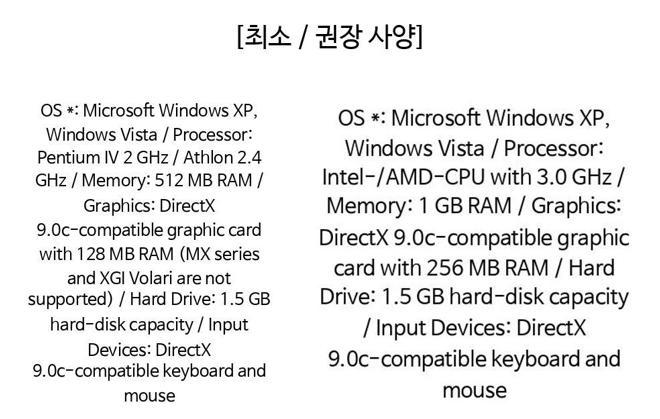 [최소 / 권장 사양]
OS *: Microsoft Windows XP,
Windows Vista / Processor:
Pentium IV 2 GHz / Athlon 2.4
GHz / Memory: 512 MB RAM /
Graphics: DirectX
9.0c-compatible graphic card
with 128 MB RAM (MX series
and XGI Volari are not
supported) / Hard Drive: 1.5 GB
hard-disk capacity / Input
Devices: DirectX
9.0c-compatible keyboard and
mouse
OS *: Microsoft Windows XP,
Windows Vista / Processor:
Intel-/AMD-CPU with 3.0 GHz /
Memory: 1 GB RAM / Graphics:
DirectX 9.0c-compatible graphic
card with 256 MB RAM / Hard
Drive: 1.5 GB hard-disk capacity
/ Input Devices: DirectX
9.0c-compatible keyboard and
mouse